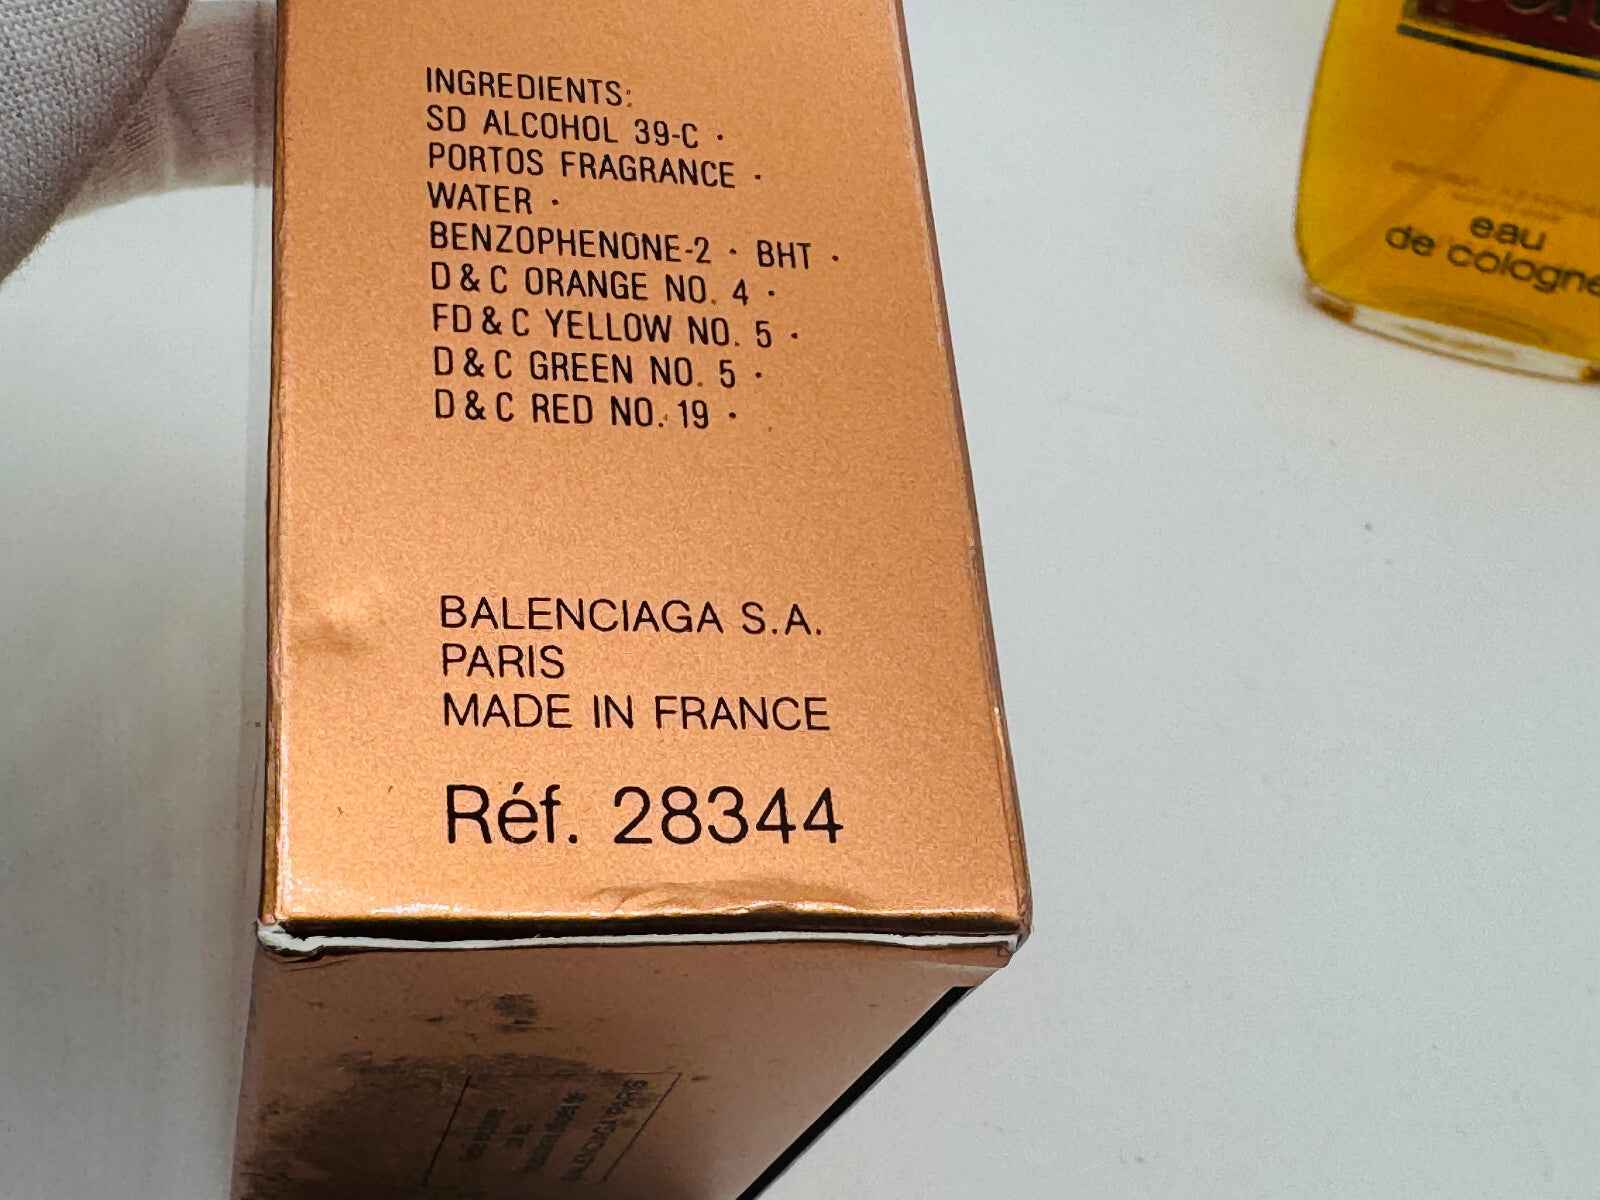 INGREDIENTS:
SD ALCOHOL 39-C ·
PORTOS FRAGRANCE ·
WATER ·
BENZOPHENONE-2 · BHT ·
D & C ORANGE NO. 4 ·
FD & C YELLOW NO. 5 ·
D & C GREEN NO. 5 ·
D & C RED NO. 19 ·
BALENCIAGA S.A.
PARIS
MADE IN FRANCE
Réf. 28344
eau
de cologne